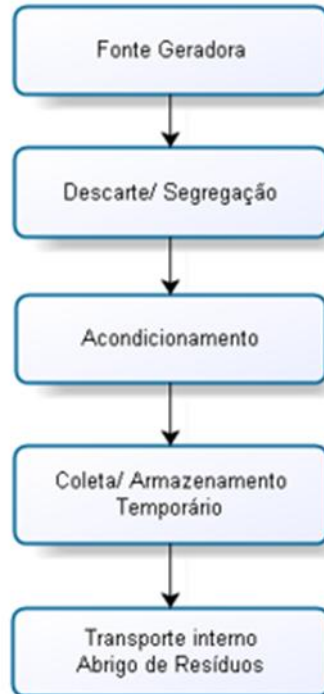 Fonte Geradora
Descarte/ Segregação
Acondicionamento
Coleta/ Armazenamento
Temporário
Transporte interno
Abrigo de Resíduos